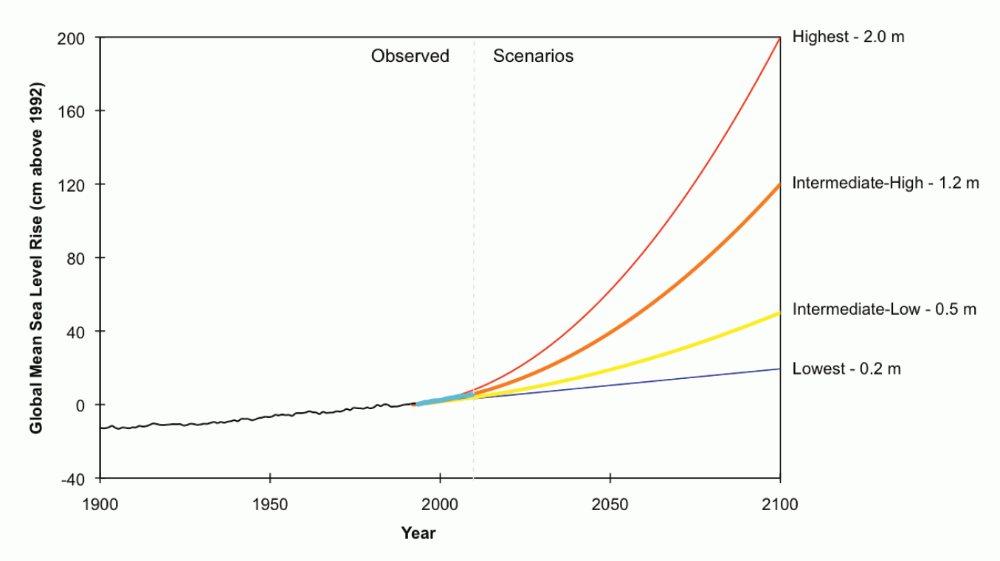 Global Mean Sea Level Rise (cm above 1992)
200
160
120
80
40
0
-40
Observed
Scenarios
Highest - 2.0 m
Intermediate-High - 1.2 m
Intermediate-Low - 0.5 m
Lowest - 0.2 m
1900
1950
2000
2050
2100
Year